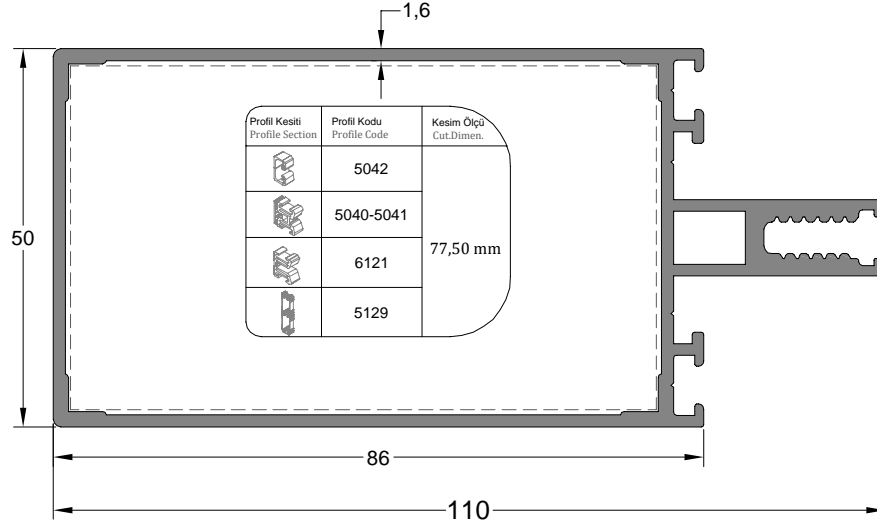 1,6
Profil Kesiti
Profile Section
Profil Kodu
Profile Code
Kesim Ölçü
Cut.Dimen.
5042
5040-5041
6121
5129
77,50 mm
50
86
110